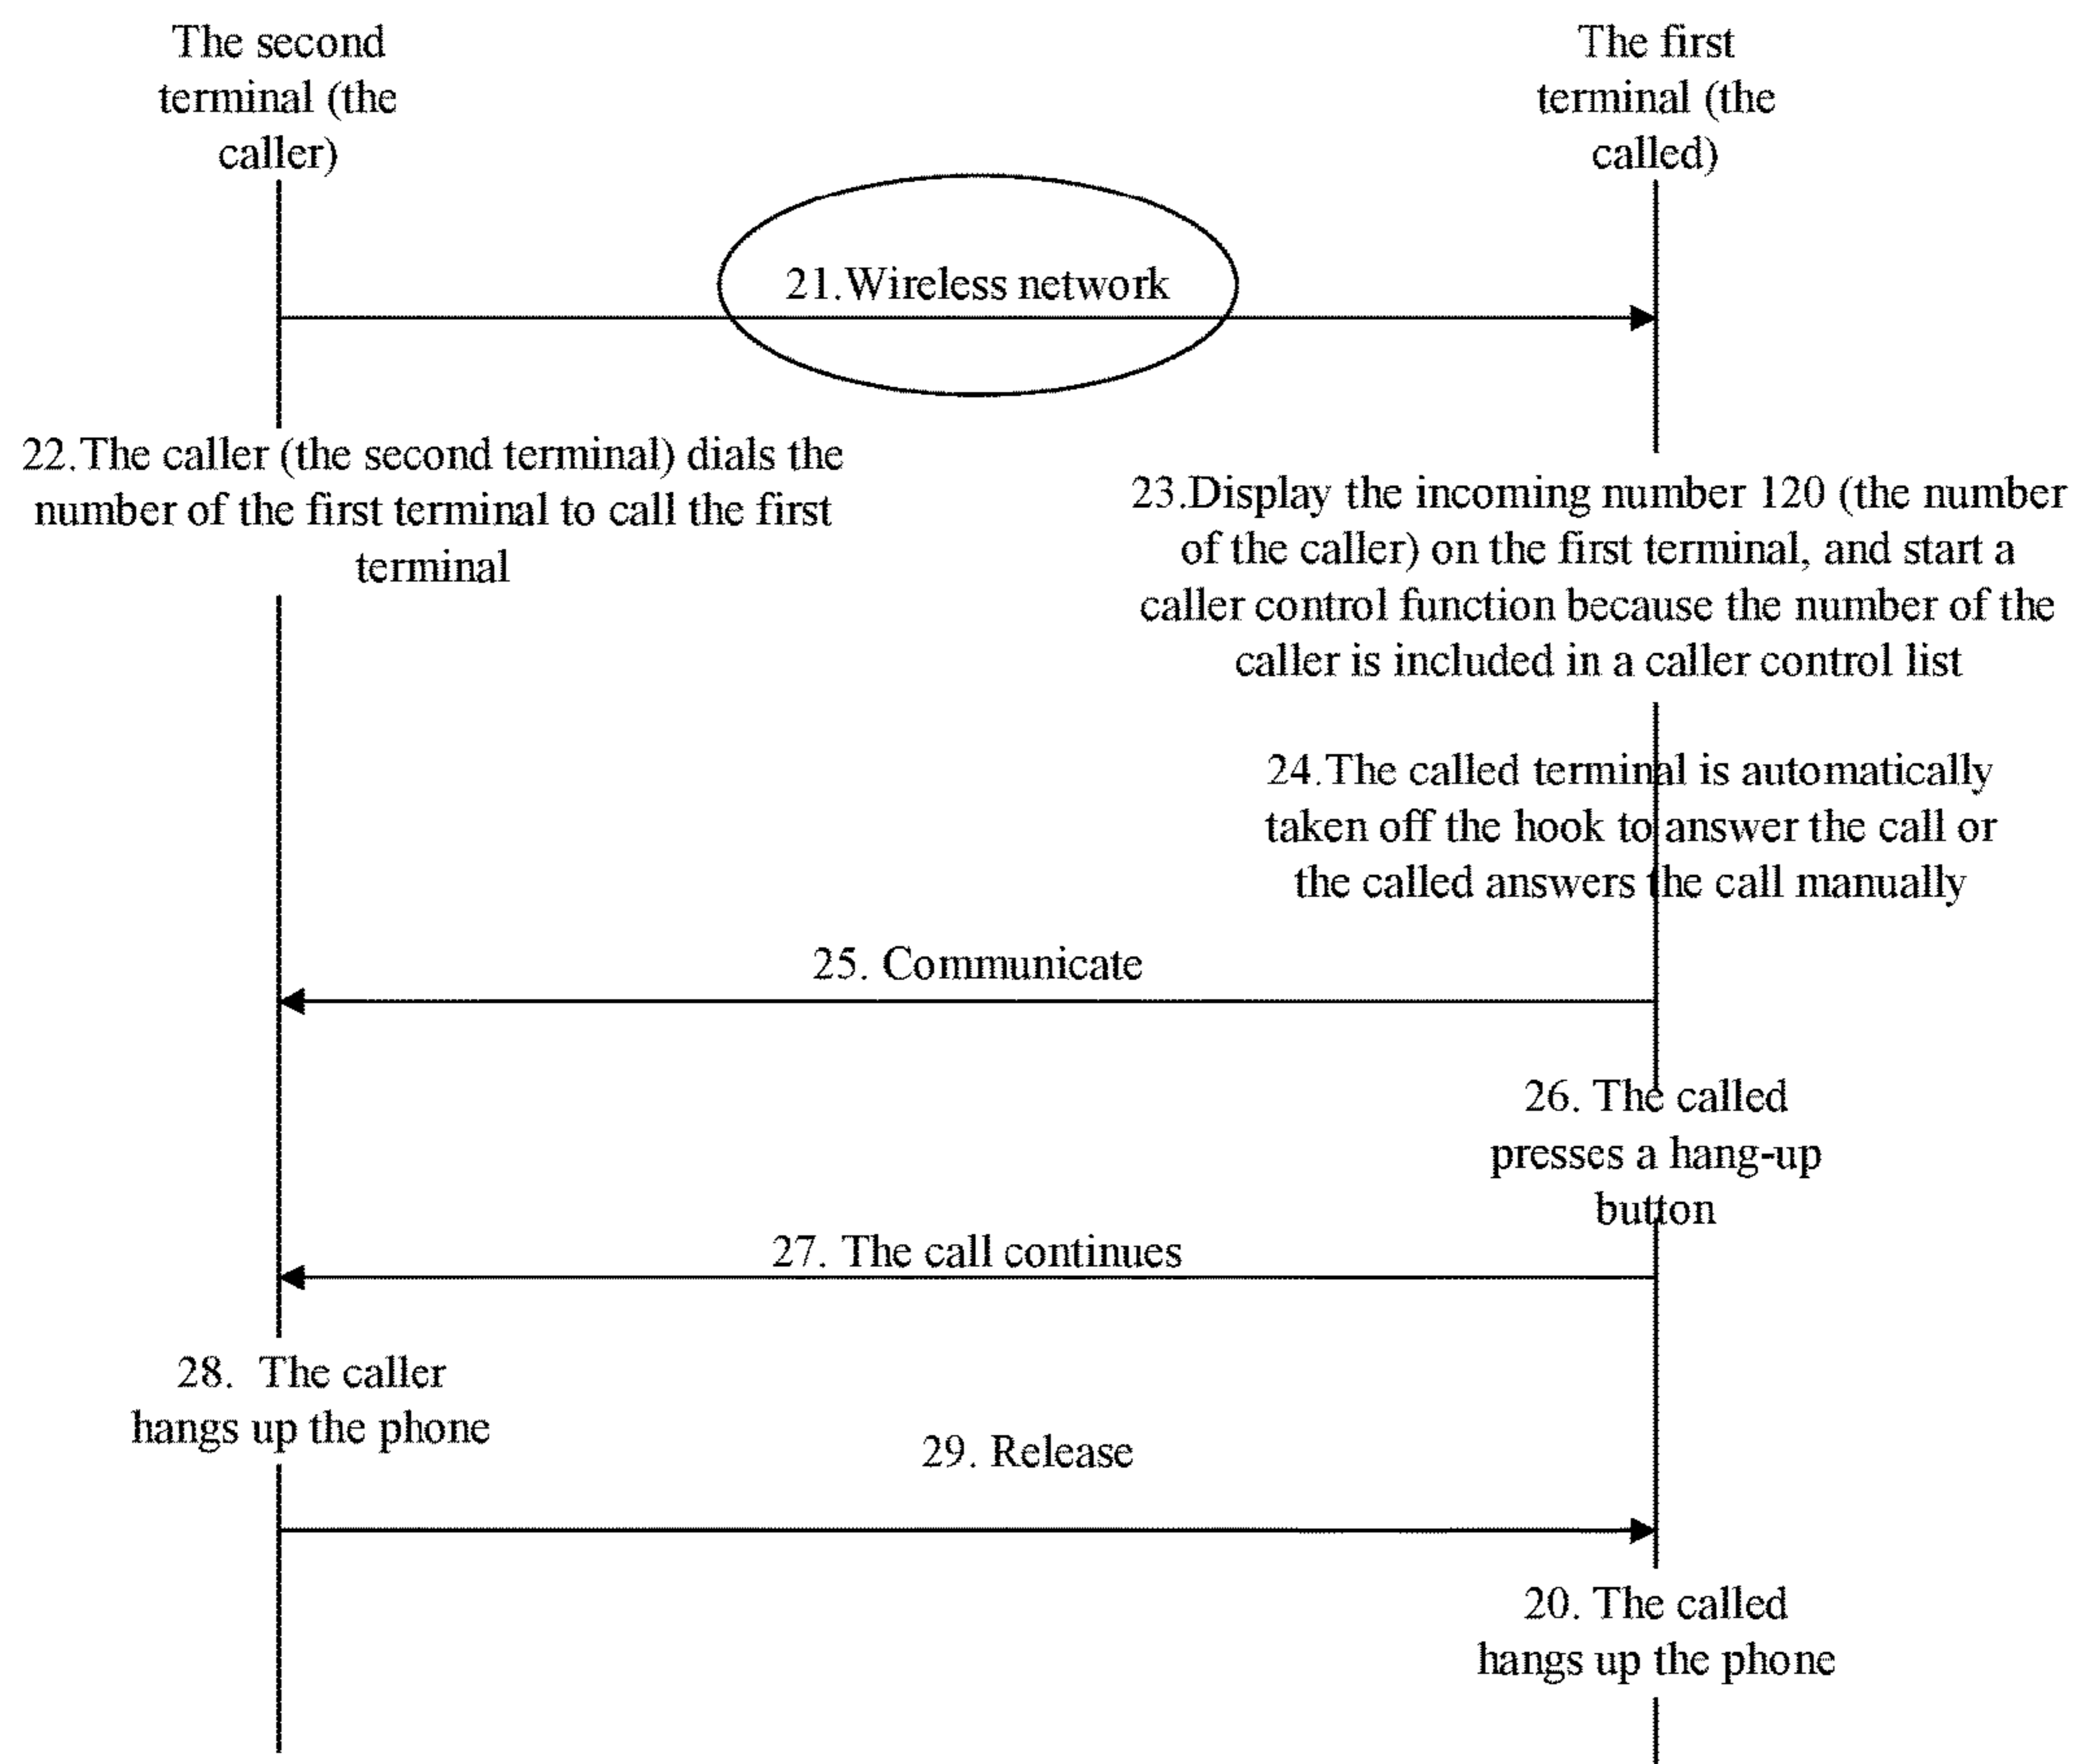 The second
terminal (the
caller)
The first
terminal (the
called)
21.Wireless network
22.The caller (the second terminal) dials the
number of the first terminal to call the first
terminal
23.Display the incoming number 120 (the number
of the caller) on the first terminal, and start a
caller control function because the number of the
caller is included in a caller control list
24.The called terminal is automatically
taken off the hook to answer the call or
the called answers the call manually
25. Communicate
26. The called
presses a hang-up
button
27. The call continues
28. The caller
hangs up the phone
29. Release
20. The called
hangs up the phone